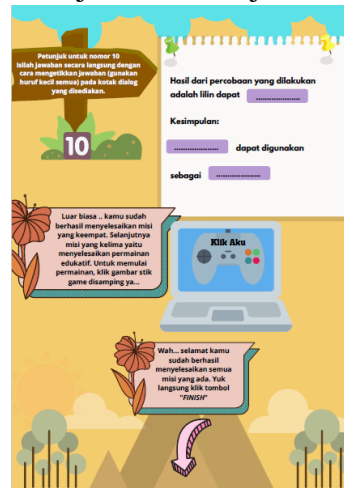 Petunjuk untuk nomor 10
Isilah jawaban secara langsung dengan
cara mengetikkan jawaban (gunakan
huruf kecil semua) pada kotak dialog
yang disediakan.
10
Hasil dari percobaan yang dilakukan
adalah lilin dapat ....................
Kesimpulan:
.................... dapat digunakan
sebagai ....................
Luar biasa .. kamu sudah
berhasil menyelesaikan misi
yang keempat. Selanjutnya
misi yang kelima yaitu
menyelesaikan permainan
edukatif. Untuk memulai
permainan, klik gambar stik
game disamping ya...
Klik Aku
Wah... selamat kamu
sudah berhasil
menyelesaikan semua
misi yang ada. Yuk
langsung klik tombol
"FINISH"